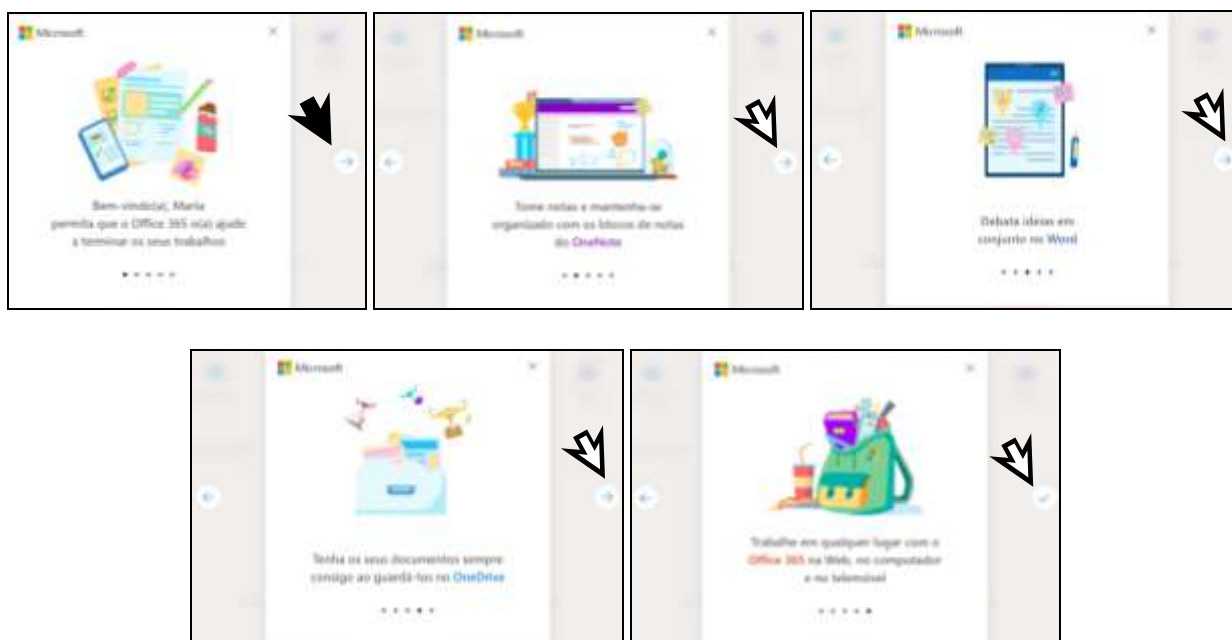 Microsoft
Bem-vindo(a), Maria
permita que o Office 365 o(a) ajude
a terminar os seus trabalhos
Microsoft
Tome notas e mantenha-se
organizado com os blocos de notas
do OneNote
Microsoft
Debata ideias em
conjunto no Word
Microsoft
Tenha os seus documentos sempre
consigo ao guardá-los no OneDrive
Microsoft
Trabalhe em qualquer lugar com o
Office 365 na Web, no computador
e no telemóvel